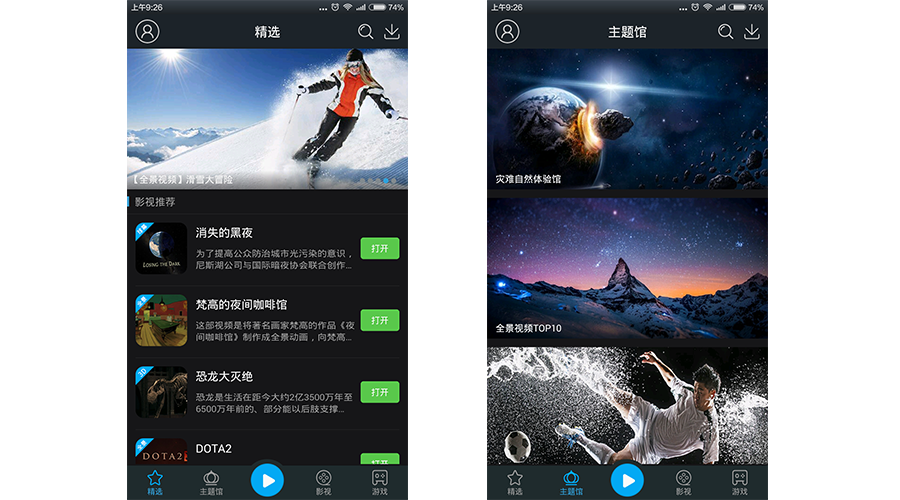 上午9:26
74%
精选
【全景视频】滑雪大冒险
影视推荐
消失的黑夜
为了提高公众防治城市光污染的意识，
尼斯湖公司与国际暗夜协会联合创作...
打开
LOSING THE DARK
全景
梵高的夜间咖啡馆
这部视频是将著名画家梵高的作品《夜
间咖啡馆》制作成全景动画，向梵高...
打开
3D
恐龙大灭绝
恐龙是生活在距今大约2亿3500万年至
6500万年前的、部分能以后肢支撑...
打开
DOTA2
DOTA2
打开
精选
主题馆
影视
游戏
上午9:26
74%
主题馆
灾难自然体验馆
全景视频TOP10
精选
主题馆
影视
游戏